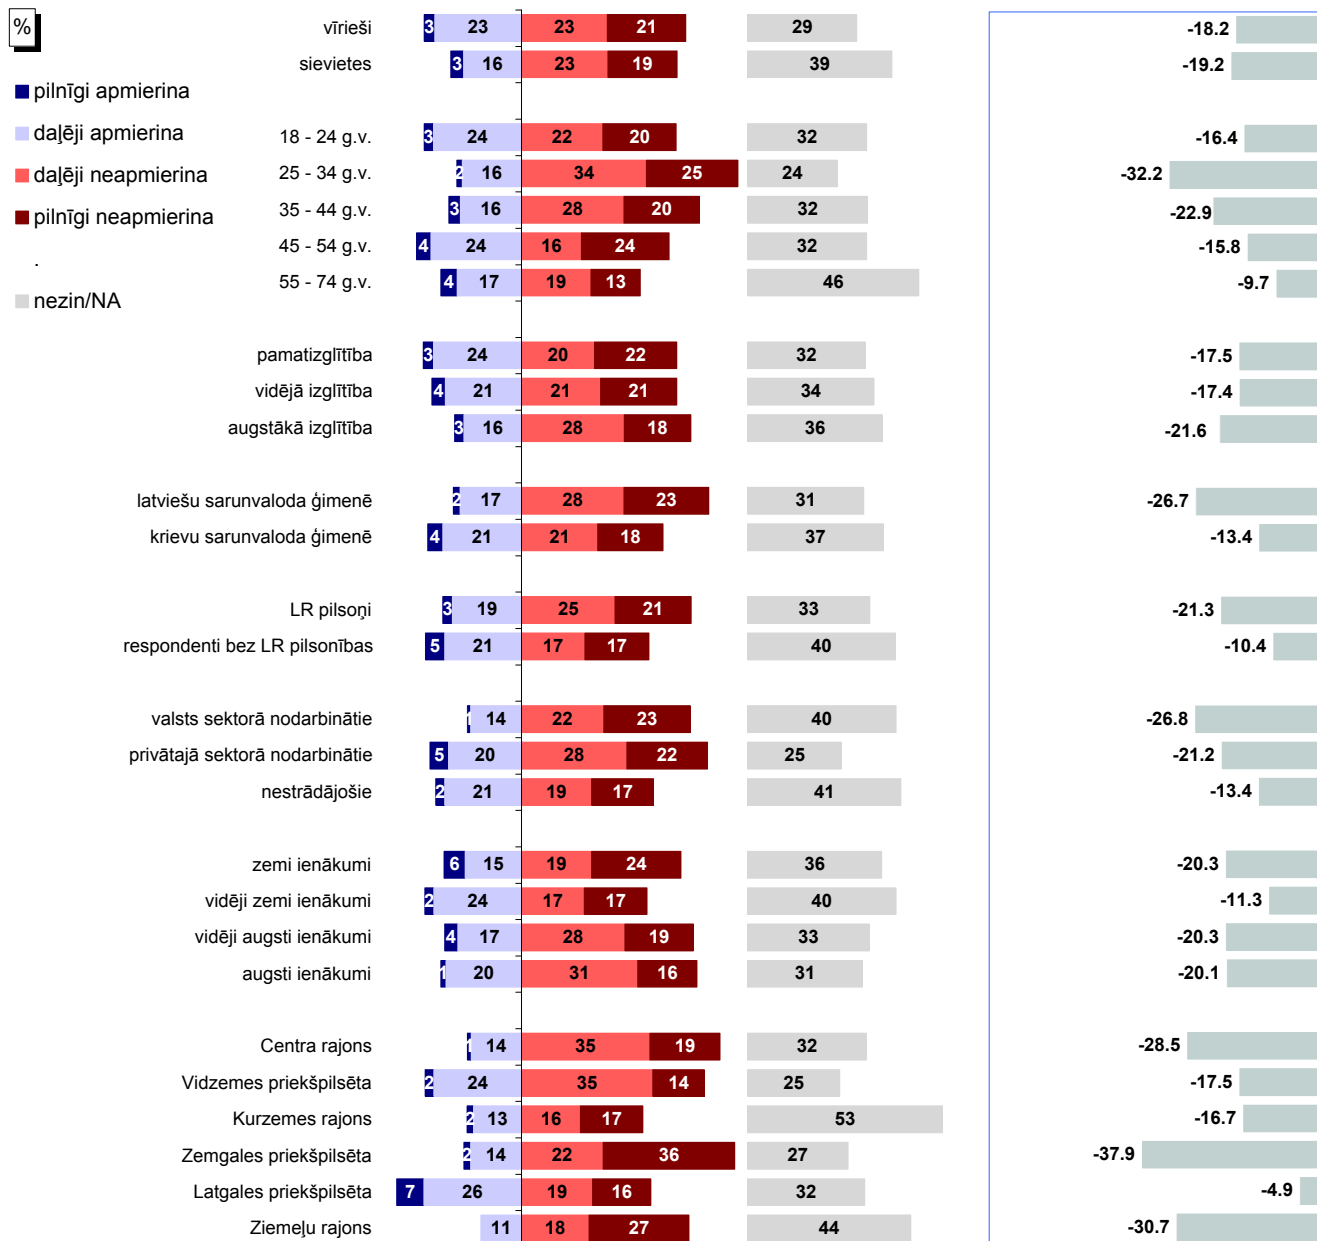 %
pilnīgi apmierina
daļēji apmierina
daļēji neapmierina
pilnīgi neapmierina
.
nezin/NA
vīrieši 3 23 23 21 29 -18.2
sievietes 3 16 23 19 39 -19.2
18 - 24 g.v. 3 24 22 20 32 -16.4
25 - 34 g.v. 2 16 34 25 24 -32.2
35 - 44 g.v. 3 16 28 20 32 -22.9
45 - 54 g.v. 4 24 16 24 32 -15.8
55 - 74 g.v. 4 17 19 13 46 -9.7
pamatizglītība 3 24 20 22 32 -17.5
vidējā izglītība 4 21 21 21 34 -17.4
augstākā izglītība 3 16 28 18 36 -21.6
latviešu sarunvaloda ģimenē 2 17 28 23 31 -26.7
krievu sarunvaloda ģimenē 4 21 21 18 37 -13.4
LR pilsoņi 3 19 25 21 33 -21.3
respondenti bez LR pilsonības 5 21 17 17 40 -10.4
valsts sektorā nodarbinātie 1 14 22 23 40 -26.8
privātajā sektorā nodarbinātie 5 20 28 22 25 -21.2
nestrādājošie 2 21 19 17 41 -13.4
zemi ienākumi 6 15 19 24 36 -20.3
vidēji zemi ienākumi 2 24 17 17 40 -11.3
vidēji augsti ienākumi 4 17 28 19 33 -20.3
augsti ienākumi 1 20 31 16 31 -20.1
Centra rajons 1 14 35 19 32 -28.5
Vidzemes priekšpilsēta 2 24 35 14 25 -17.5
Kurzemes rajons 2 13 16 17 53 -16.7
Zemgales priekšpilsēta 2 14 22 36 27 -37.9
Latgales priekšpilsēta 7 26 19 16 32 -4.9
Ziemeļu rajons 11 18 27 44 -30.7